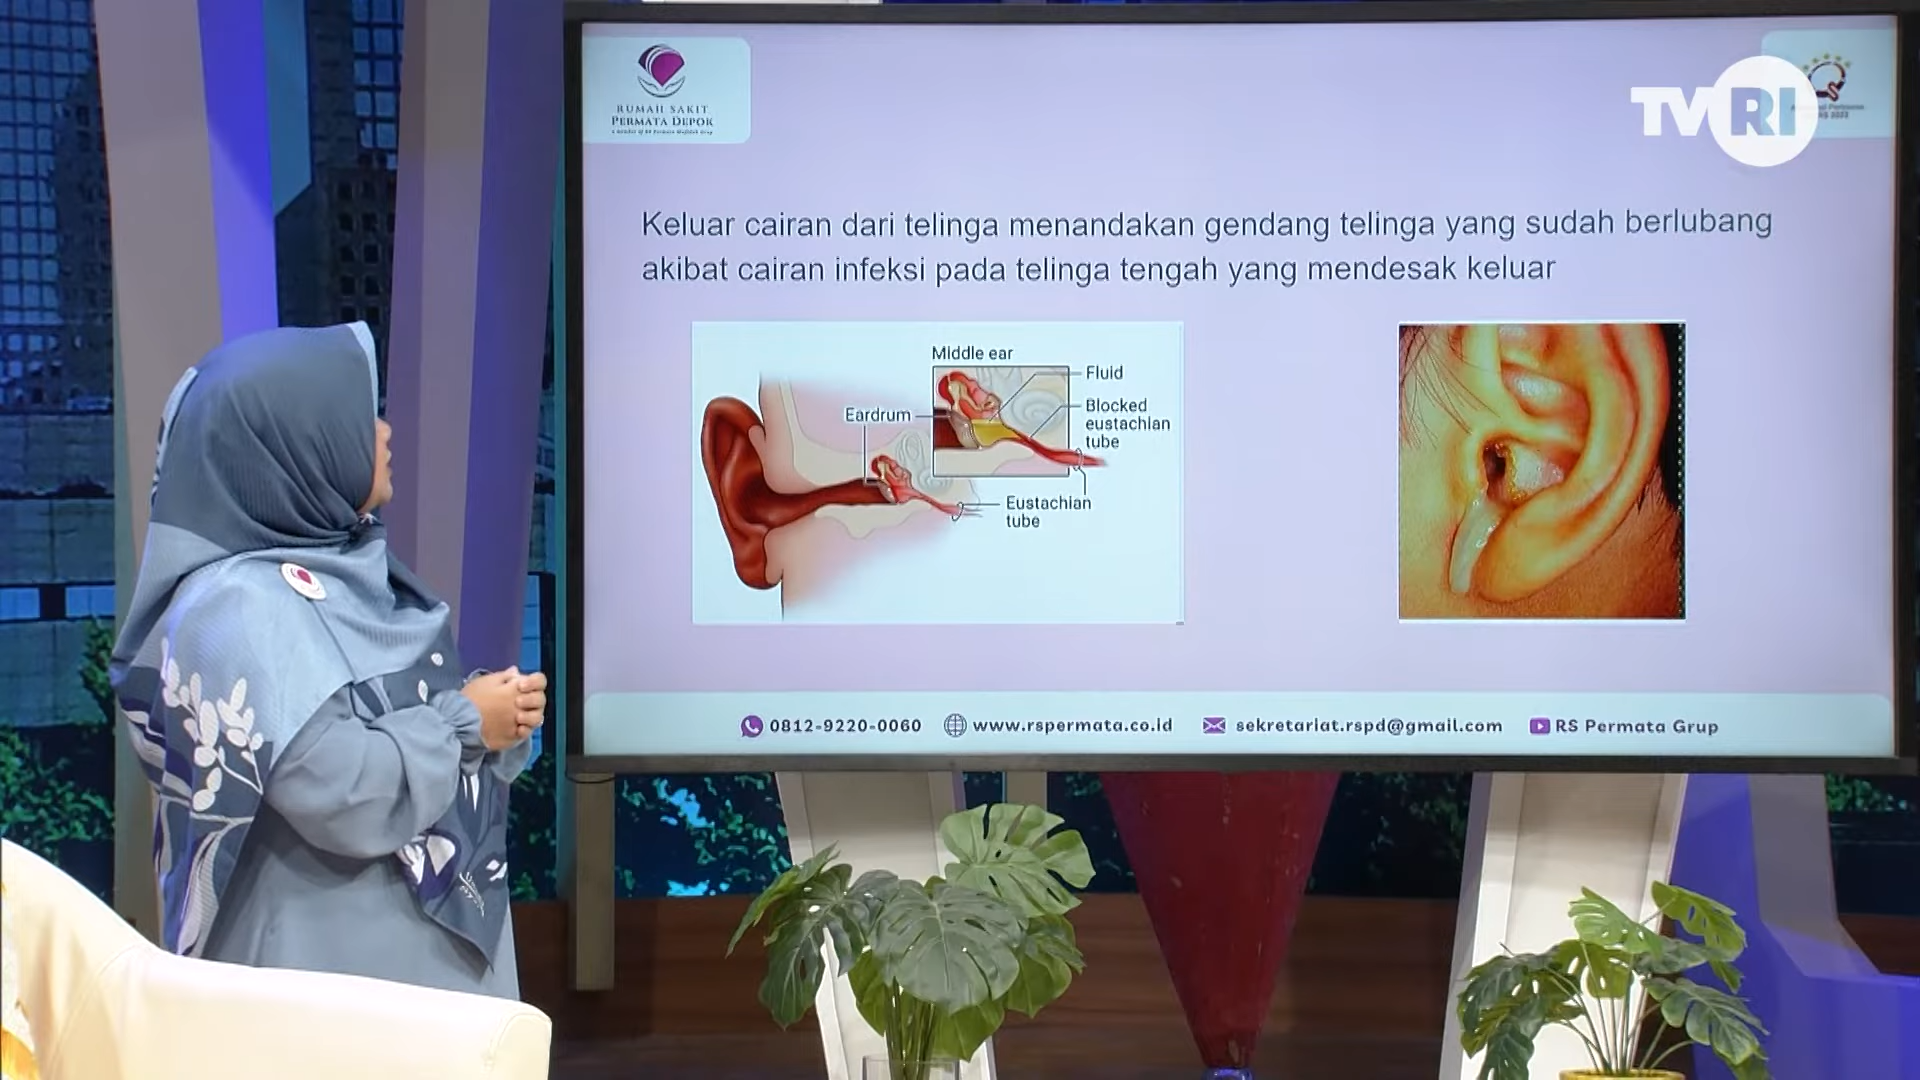 RUMAH SAKIT
PERMATA DEPOK
TVRI
Keluar cairan dari telinga menandakan gendang telinga yang sudah berlubang
akibat cairan infeksi pada telinga tengah yang mendesak keluar
Middle ear
Fluid
Eardrum
Blocked
eustachian
tube
Eustachian
tube
0812-9220-0060
www.rspermata.co.id
sekretariat.rspd@gmail.com
RS Permata Grup